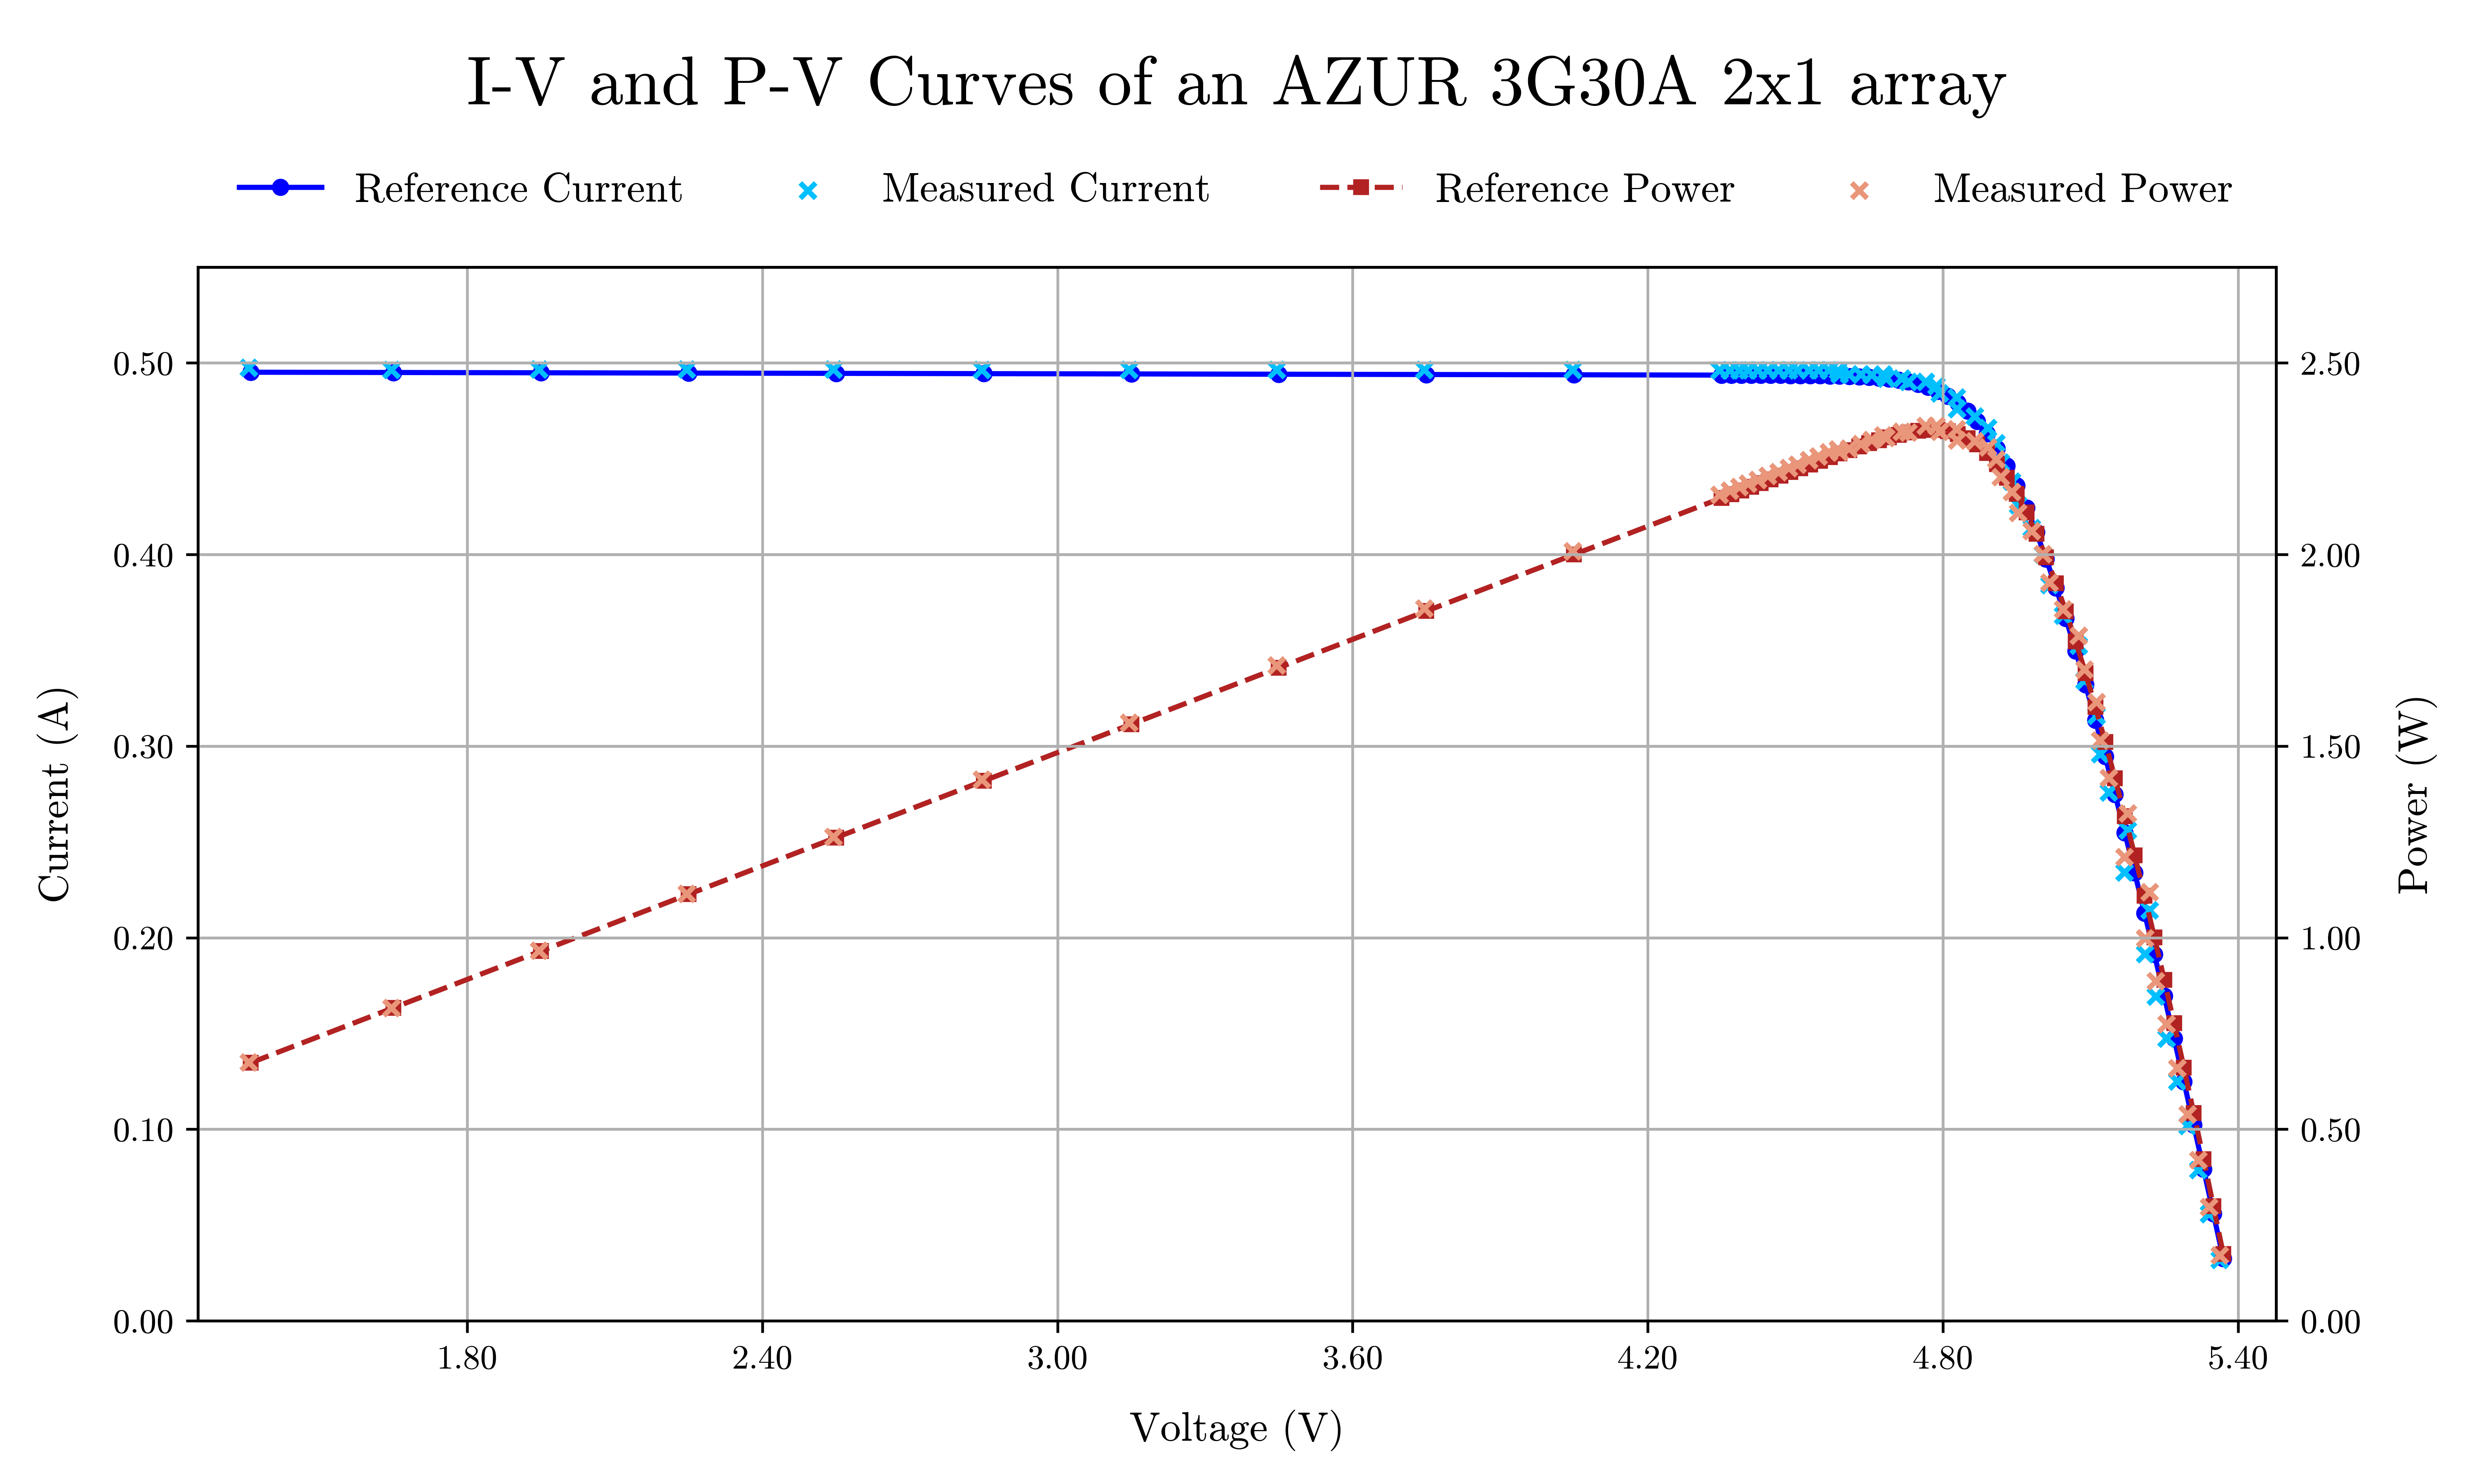 I-V and P-V Curves of an AZUR 3G30A 2x1 array
Reference Current Measured Current Reference Power Measured Power
Current (A)
0.50
0.40
0.30
0.20
0.10
0.00
2.50
2.00
1.50
1.00
0.50
0.00
Power (W)
1.80 2.40 3.00 3.60 4.20 4.80 5.40
Voltage (V)